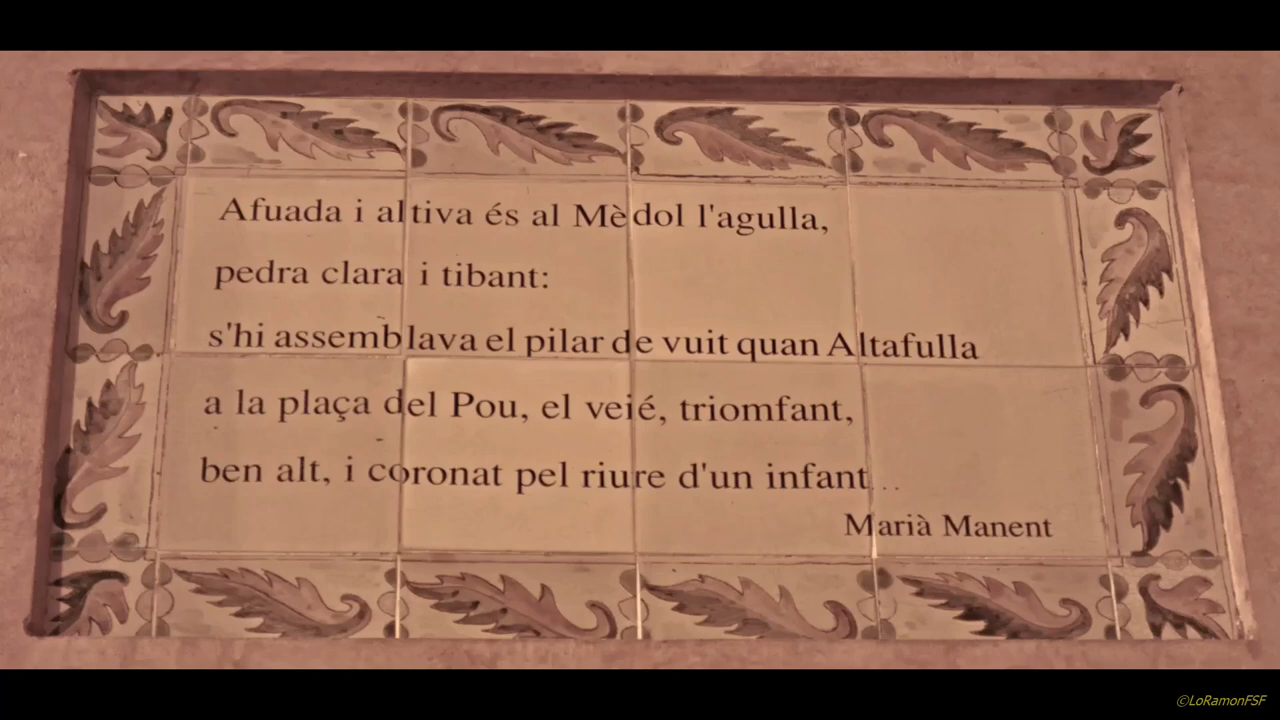 Afuada i altiva és al Mèdol l'agulla,
pedra clara i tibant:
s'hi assemblava el pilar de vuit quan Altafulla
a la plaça del Pou, el veié, triomfant,
ben alt, i coronat pel riure d'un infant...
Marià Manent
©LoRamonFSF